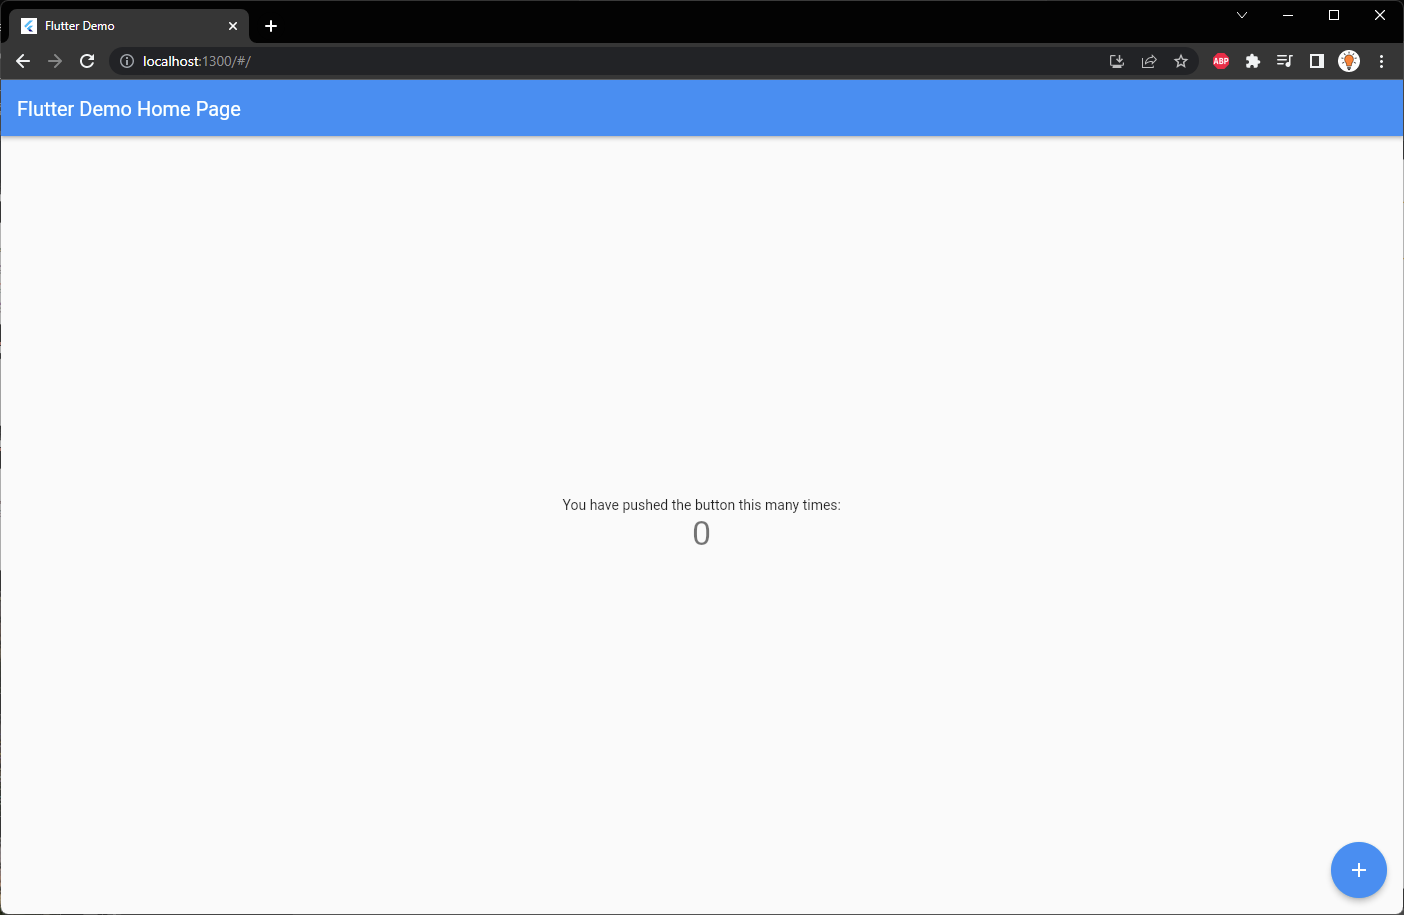 Flutter Demo
localhost:1300/#/
ABP
Flutter Demo Home Page
You have pushed the button this many times:
0